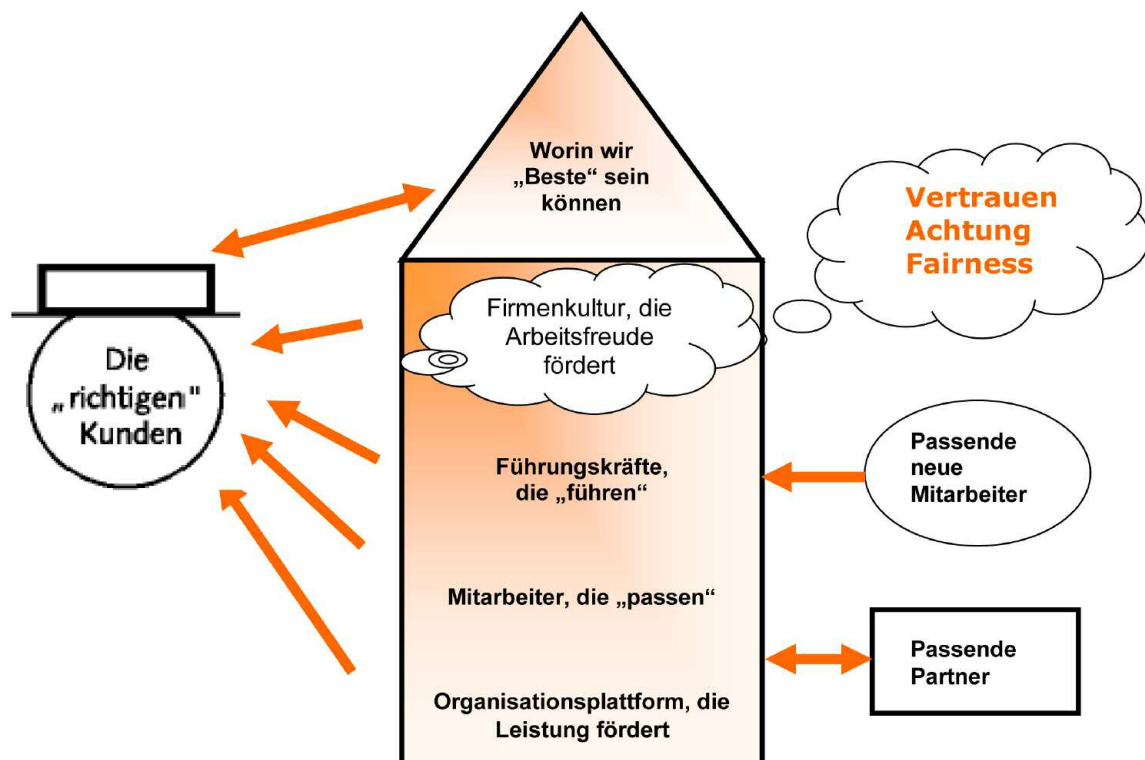 Worin wir
„Beste“ sein
können
Vertrauen
Achtung
Fairness
Firmenkultur, die
Arbeitsfreude
fördert
Die
„richtigen"
Kunden
Führungskräfte,
die „führen“
Passende
neue
Mitarbeiter
Mitarbeiter, die „passen“
Passende
Partner
Organisationsplattform, die
Leistung fördert